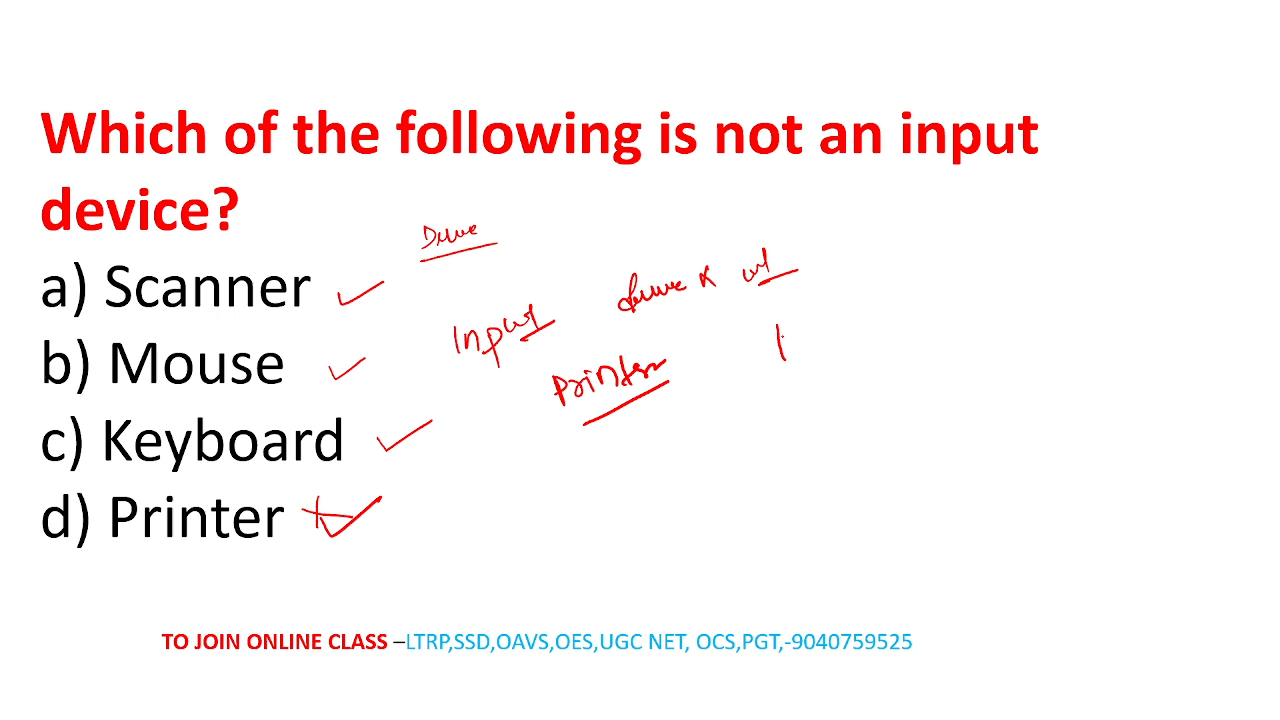 Which of the following is not an input
device?
a) Scanner
b) Mouse
c) Keyboard
d) Printer
Input
Printer
TO JOIN ONLINE CLASS –LTRP,SSD,OAVS,OES,UGC NET, OCS,PGT,-9040759525